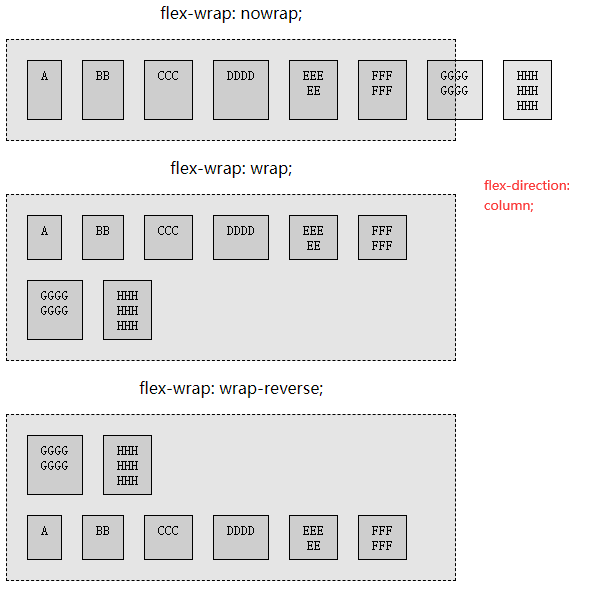 flex-wrap: nowrap;
A BB CCC DDDD EEE FFF GGGG HHH
EE FFF GGGG HHH
HHH
flex-wrap: wrap;
flex-direction:
column;
A BB CCC DDDD EEE FFF
EE FFF
GGGG HHH
GGGG HHH
HHH
flex-wrap: wrap-reverse;
GGGG HHH
GGGG HHH
HHH
A BB CCC DDDD EEE FFF
EE FFF